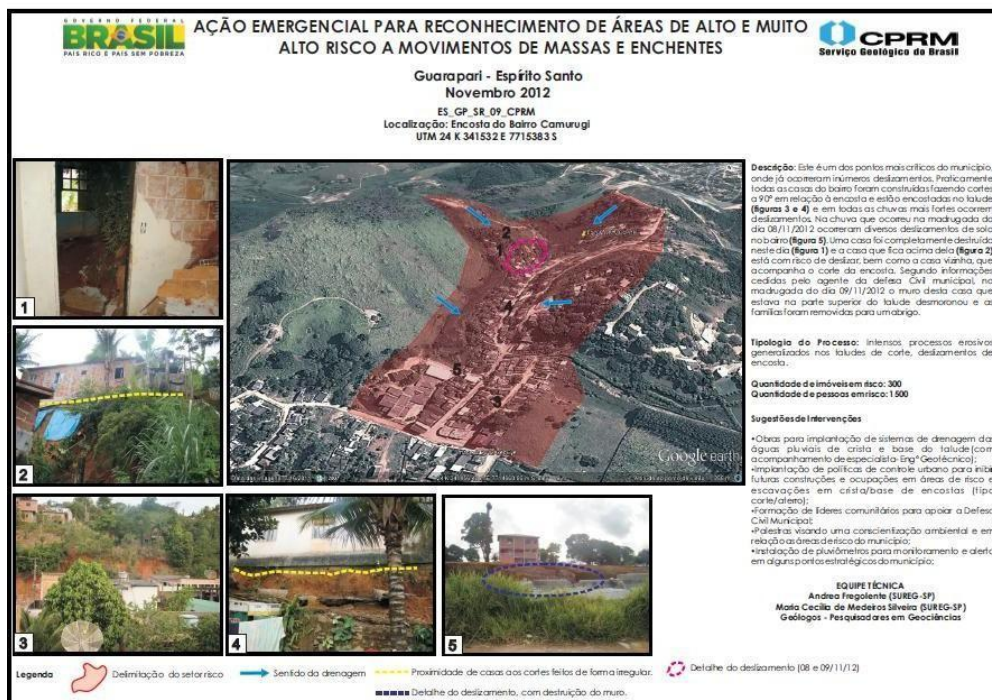 GOVERNO FEDERAL
BRASIL
PAÍS RICO É PAÍS SEM POBREZA
AÇÃO EMERGENCIAL PARA RECONHECIMENTO DE ÁREAS DE ALTO E MUITO
ALTO RISCO A MOVIMENTOS DE MASSAS E ENCHENTES
CPRM
Serviço Geológico do Brasil
Guarapari - Espírito Santo
Novembro 2012
ES_GP_SR_09_CPRM
Localização: Encosta do Bairro Camurugi
UTM 24 K 341532 E 7715383 S
1
2
3
4
5
2
1
4
5
3
Google earth
Descrição: Este é um dos pontos mais críticos do município,
onde já ocorreram inúmeros deslizamentos. Praticamente
todas as casas do bairro foram construídas fazendo cortes
a 90º em relação à encosta e estão encostadas no talude
(figuras 3 e 4) e em todas as chuvas mais fortes ocorrem
deslizamentos. Na chuva que ocorreu na madrugada do
dia 08/11/2012 ocorreram diversos deslizamentos de solo
no bairro (figura 5). Uma casa foi completamente destruída
neste dia (figura 1) e a casa que fica acima dela (figura 2)
está com risco de deslizar, bem como a casa vizinha, que
acompanha o corte da encosta. Segundo informações
cedidas pelo agente da defesa Civil municipal, na
madrugada do dia 09/11/2012 o muro desta casa que
estava na parte superior do talude desmoronou e as
famílias foram removidas para um abrigo.
Tipologia do Processo: Intensos processos erosivos
generalizados nos taludes de corte, deslizamentos de
encosta.
Quantidade de imóveis em risco: 300
Quantidade de pessoas em risco: 1500
Sugestões de Intervenções
•Obras para implantação de sistemas de drenagem das
águas pluviais de crista e base do talude(com
acompanhamento de especialista- Engº Geotécnico);
•Implantação de políticas de controle urbano para inibir
futuras construções e ocupações em áreas de risco e
escavações em crista/base de encostas (tipo
corte/aterro);
•Formação de líderes comunitários para apoiar a Defesa
Civil Municipal;
•Palestras visando uma conscientização ambiental e em
relação as áreas de risco do município;
•Instalação de pluviômetros para monitoramento e alerta
em alguns pontos estratégicos do município;
EQUIPE TÉCNICA
Andrea Fregolente (SUREG-SP)
Maria Cecília de Medeiros Silveira (SUREG-SP)
Geólogos - Pesquisadores em Geociências
Legenda
Delimitação do setor risco
Sentido da drenagem
Proximidade de casas aos cortes feitos de forma irregular.
Detalhe do deslizamento (08 e 09/11/12)
Detalhe do deslizamento, com destruição do muro.